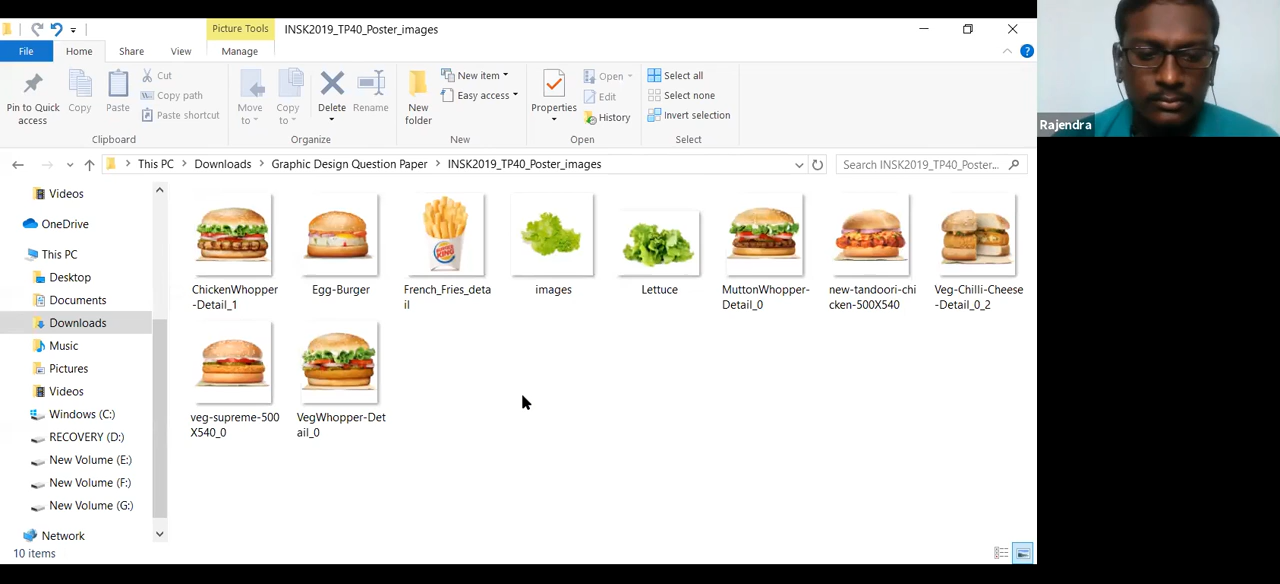 Picture Tools
INSK2019_TP40_Poster_images
File
Home
Share
View
Manage
Pin to Quick
access
Copy
Paste
Cut
Copy path
Paste shortcut
Clipboard
Move
to
Copy
to
Delete
Rename
Organize
New
folder
New item
Easy access
New
Properties
Open
Edit
History
Open
Select all
Select none
Invert selection
Select
Rajendra
This PC
Downloads
Graphic Design Question Paper
INSK2019_TP40_Poster_images
Search INSK2019_TP40_Poster...
Videos
OneDrive
This PC
Desktop
Documents
Downloads
Music
Pictures
Videos
Windows (C:)
RECOVERY (D:)
New Volume (E:)
New Volume (F:)
New Volume (G:)
Network
BURGER
KING
ChickenWhopper
-Detail_1
Egg-Burger
French_Fries_deta
il
images
Lettuce
MuttonWhopper-
Detail_0
new-tandoori-chi
cken-500X540
Veg-Chilli-Cheese
-Detail_0_2
veg-supreme-500
X540_0
VegWhopper-Det
ail_0
10 items